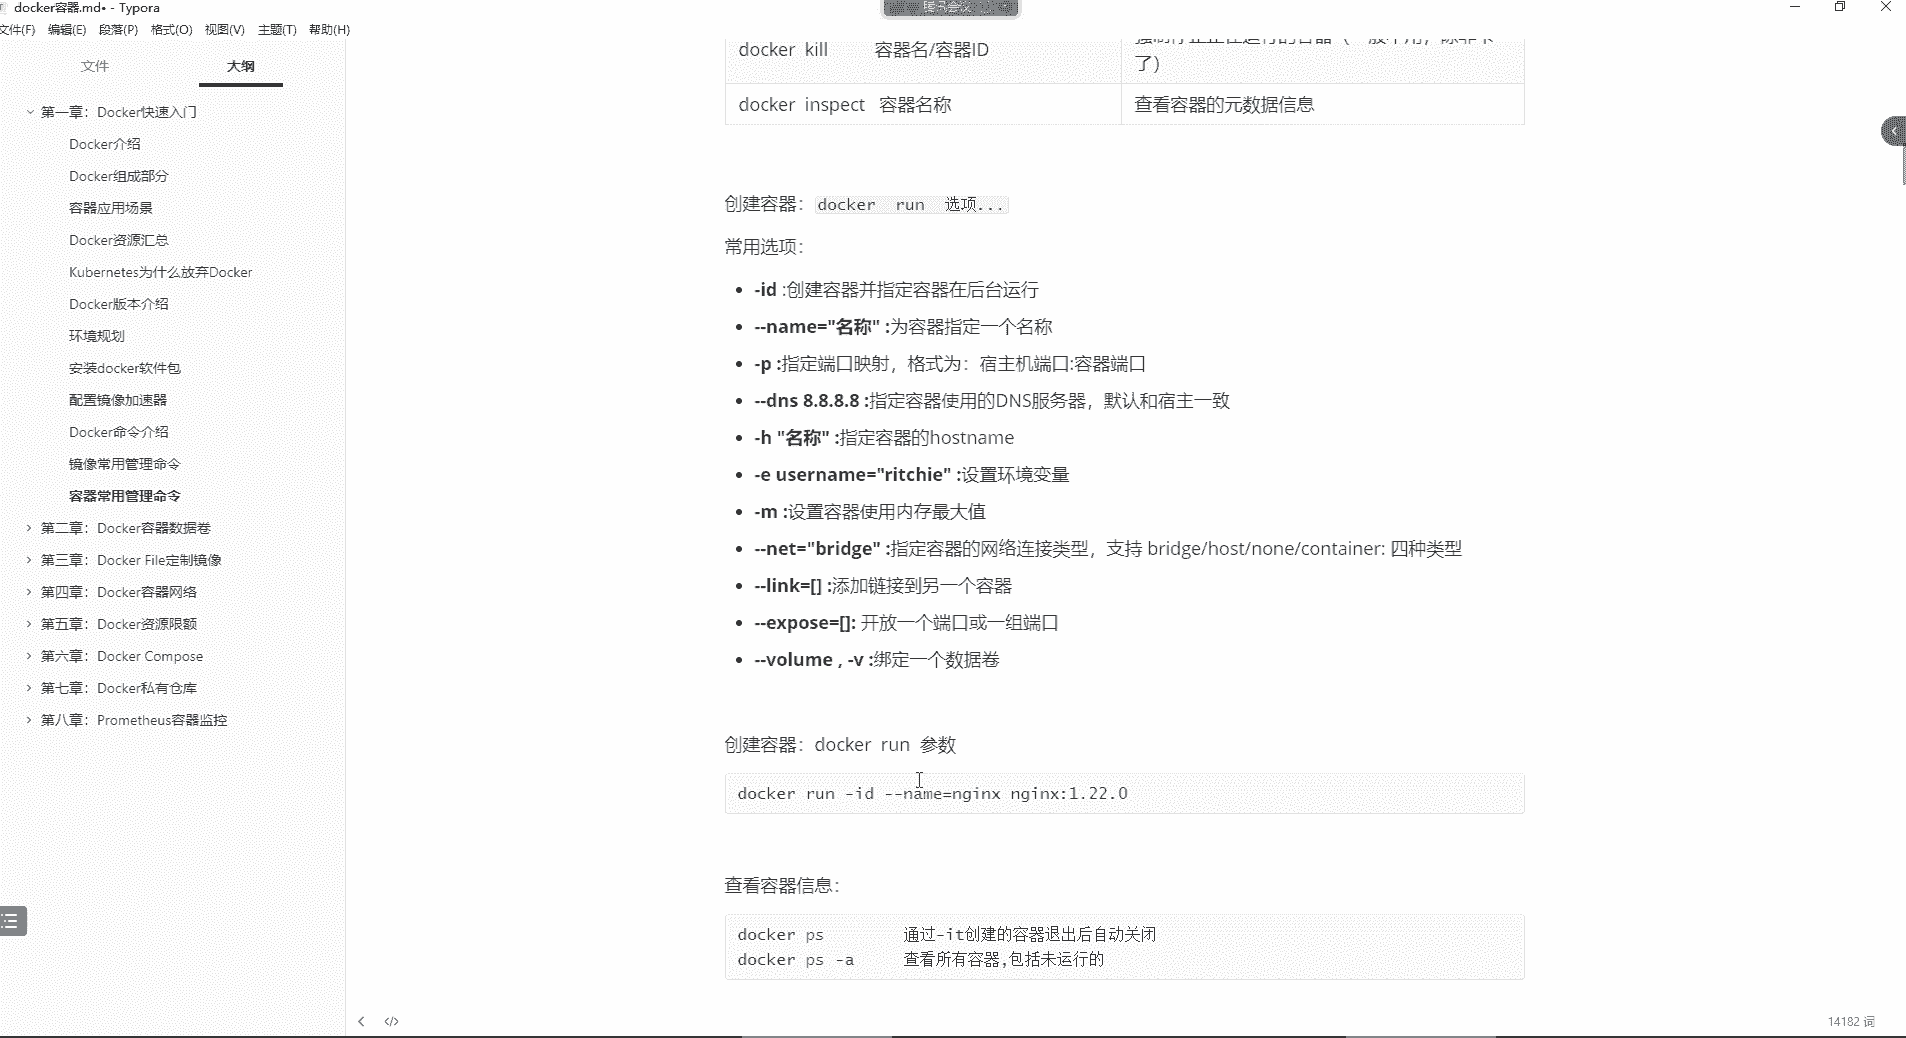 docker容器.md• - Typora
腾讯会议
文件(F) 编辑(E) 段落(P) 格式(O) 视图(V) 主题(T) 帮助(H)
文件 大纲
第一章：Docker快速入门
Docker介绍
Docker组成部分
容器应用场景
Docker资源汇总
Kubernetes为什么放弃Docker
Docker版本介绍
环境规划
安装docker软件包
配置镜像加速器
Docker命令介绍
镜像常用管理命令
容器常用管理命令
第二章：Docker容器数据卷
第三章：Docker File定制镜像
第四章：Docker容器网络
第五章：Docker资源限额
第六章：Docker Compose
第七章：Docker私有仓库
第八章：Prometheus容器监控
docker kill 容器名/容器ID
了）
docker inspect 容器名称 查看容器的元数据信息
创建容器：docker run 选项...
常用选项：
-id :创建容器并指定容器在后台运行
--name="名称" :为容器指定一个名称
-p :指定端口映射，格式为：宿主机端口:容器端口
--dns 8.8.8.8 :指定容器使用的DNS服务器，默认和宿主一致
-h "名称" :指定容器的hostname
-e username="ritchie" :设置环境变量
-m :设置容器使用内存最大值
--net="bridge" :指定容器的网络连接类型，支持 bridge/host/none/container: 四种类型
--link=[] :添加链接到另一个容器
--expose=[]: 开放一个端口或一组端口
--volume , -v :绑定一个数据卷
创建容器：docker run 参数
docker run -id --name=nginx nginx:1.22.0
查看容器信息：
docker ps 通过-it创建的容器退出后自动关闭
docker ps -a 查看所有容器,包括未运行的
14182 词